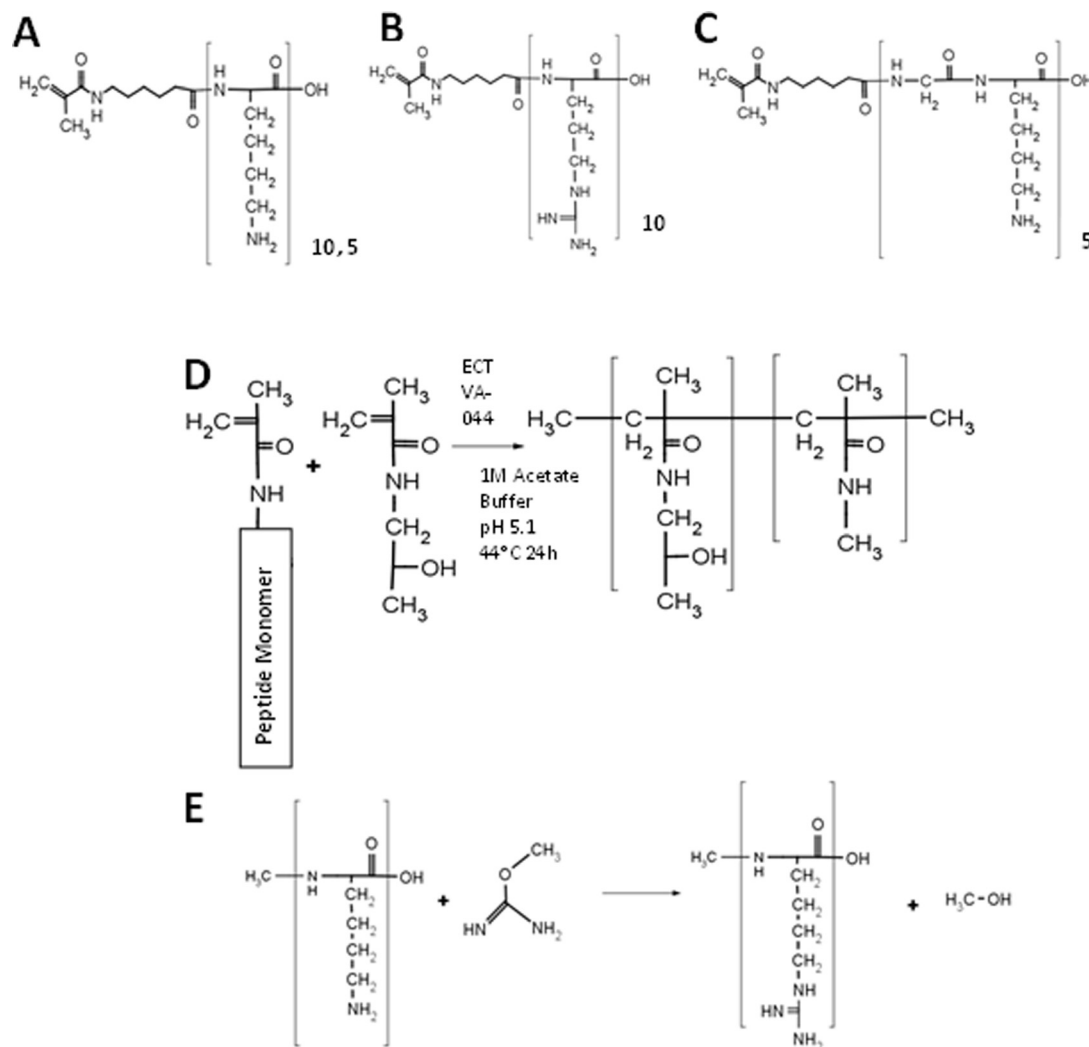 A
O
H
N
O
H₂C
N
H
OH
CH₃
O
CH₂
CH₂
CH₂
CH₂
NH₂
10,5
B
O
H
N
O
H₂C
N
H
OH
CH₃
O
CH₂
CH₂
CH₂
NH
HN
NH₂
10
C
O
H
N
O
H
N
O
H₂C
N
H
C
H₂
OH
CH₃
O
CH₂
CH₂
CH₂
CH₂
NH₂
5
D
CH₃
H₂C
O
NH
Peptide Monomer
+
CH₃
H₂C
O
NH
CH₂
OH
CH₃
ECT
VA-
044
1M Acetate
Buffer
pH 5.1
44°C 24h
CH₃
CH₃
CH₃
C
H₂
C
H₂
CH₃
O
O
NH
NH
CH₂
CH₃
OH
CH₃
E
O
H₃C
N
H
OH
CH₂
CH₂
CH₂
CH₂
NH₂
+
CH₃
O
HN
NH₂
O
H₃C
N
H
OH
CH₂
CH₂
CH₂
CH₂
NH
HN
NH₂
+
H₃C-OH